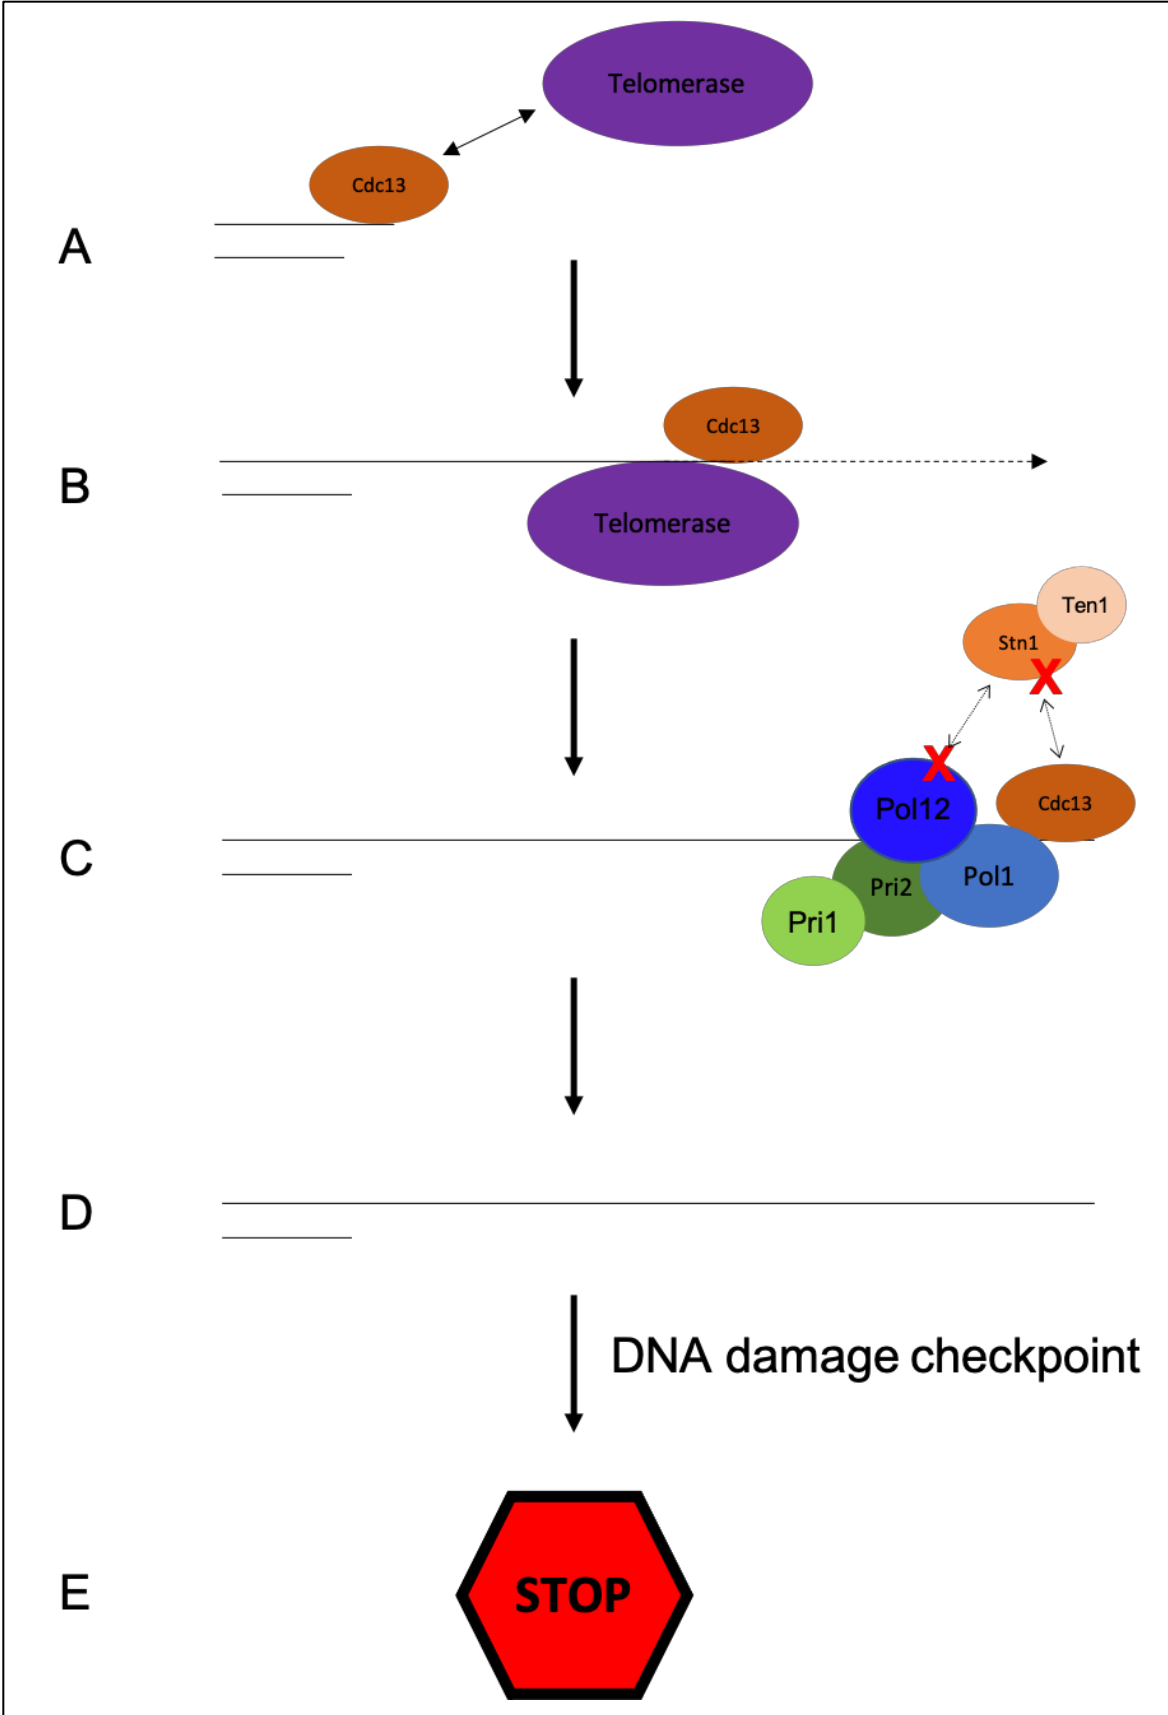 Telomerase
Cdc13
A
Cdc13
B
Telomerase
Ten1
Stn1
X
X
Pol12
Cdc13
C
Pri2
Pol1
Pri1
D
DNA damage checkpoint
E
STOP